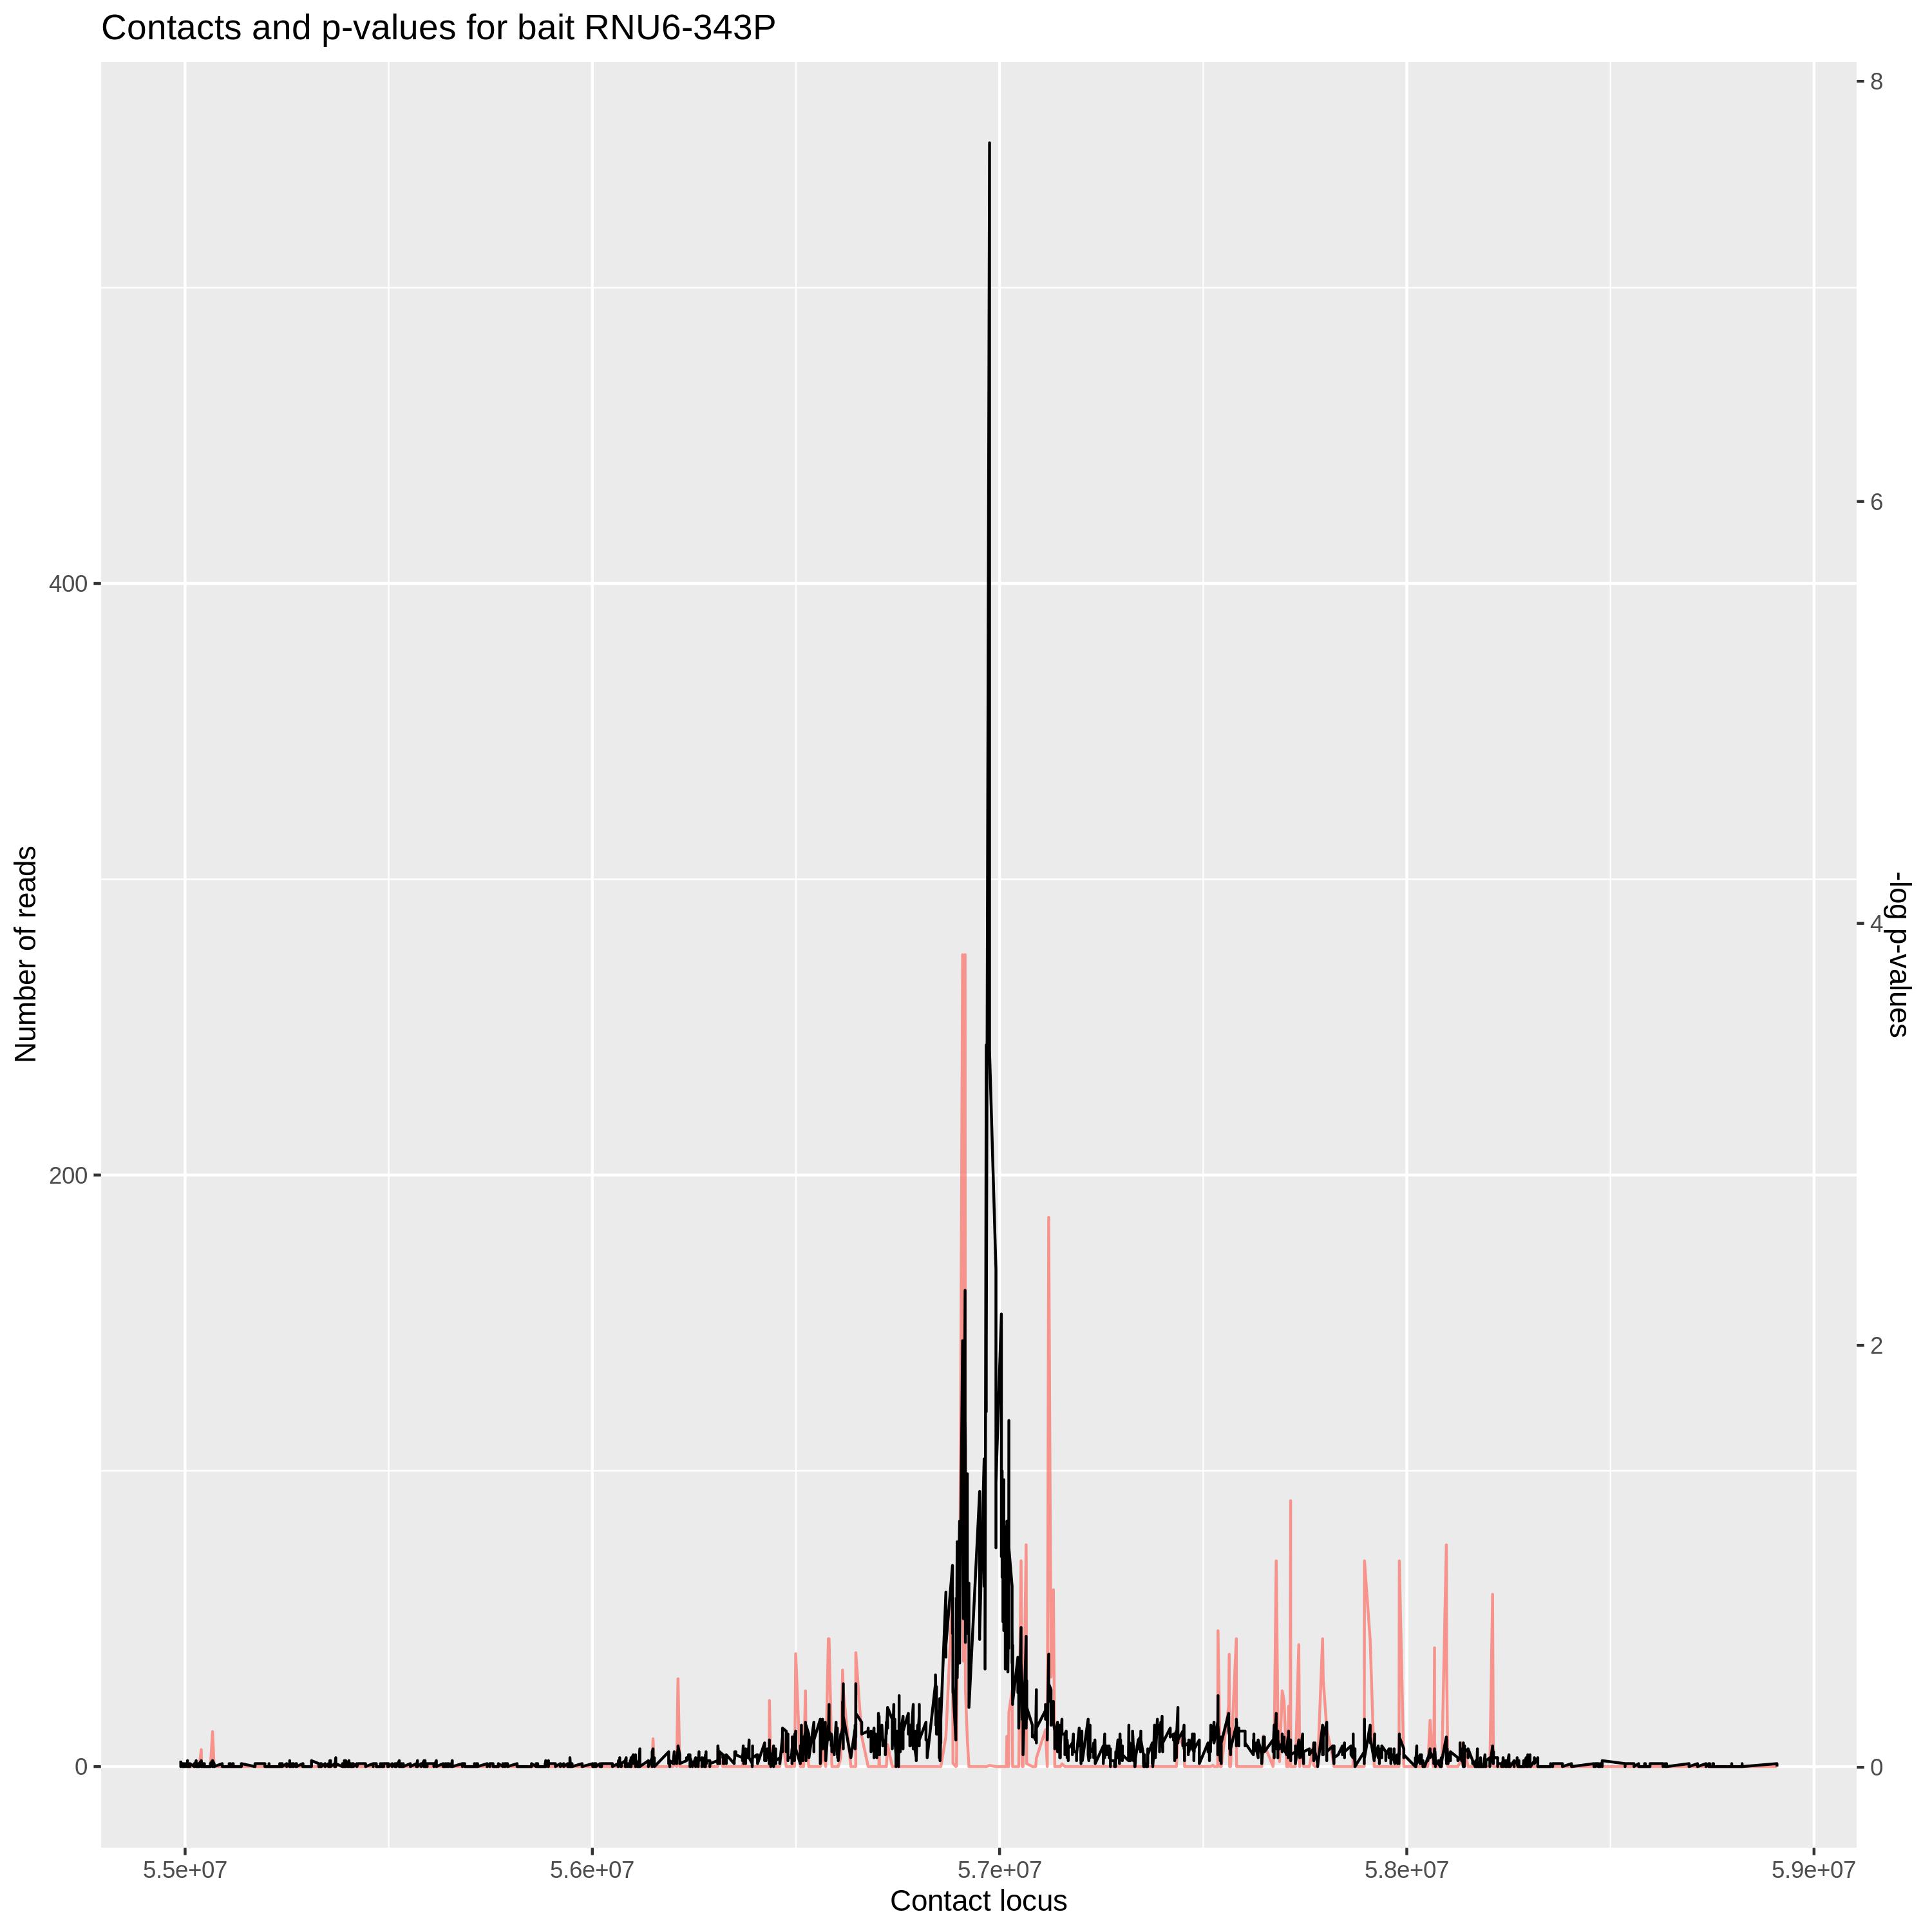 Contacts and p-values for bait RNU6-343P
8
6
400
Number of reads
-log p-values
4
200
2
0
0
5.5e+07
5.6e+07
5.7e+07
5.8e+07
5.9e+07
Contact locus